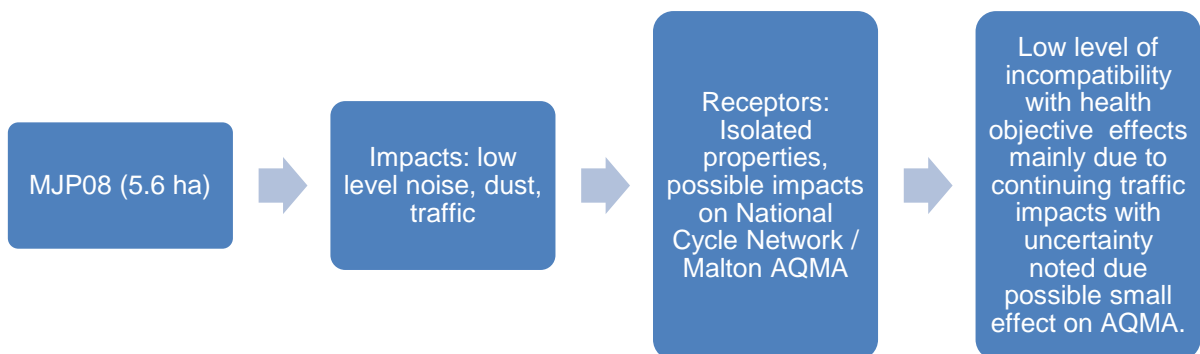 MJP08 (5.6 ha)
Impacts: low
level noise, dust,
traffic
Receptors:
Isolated
properties,
possible impacts
on National
Cycle Network /
Malton AQMA
Low level of
incompatibility
with health
objective effects
mainly due to
continuing traffic
impacts with
uncertainty
noted due
possible small
effect on AQMA.